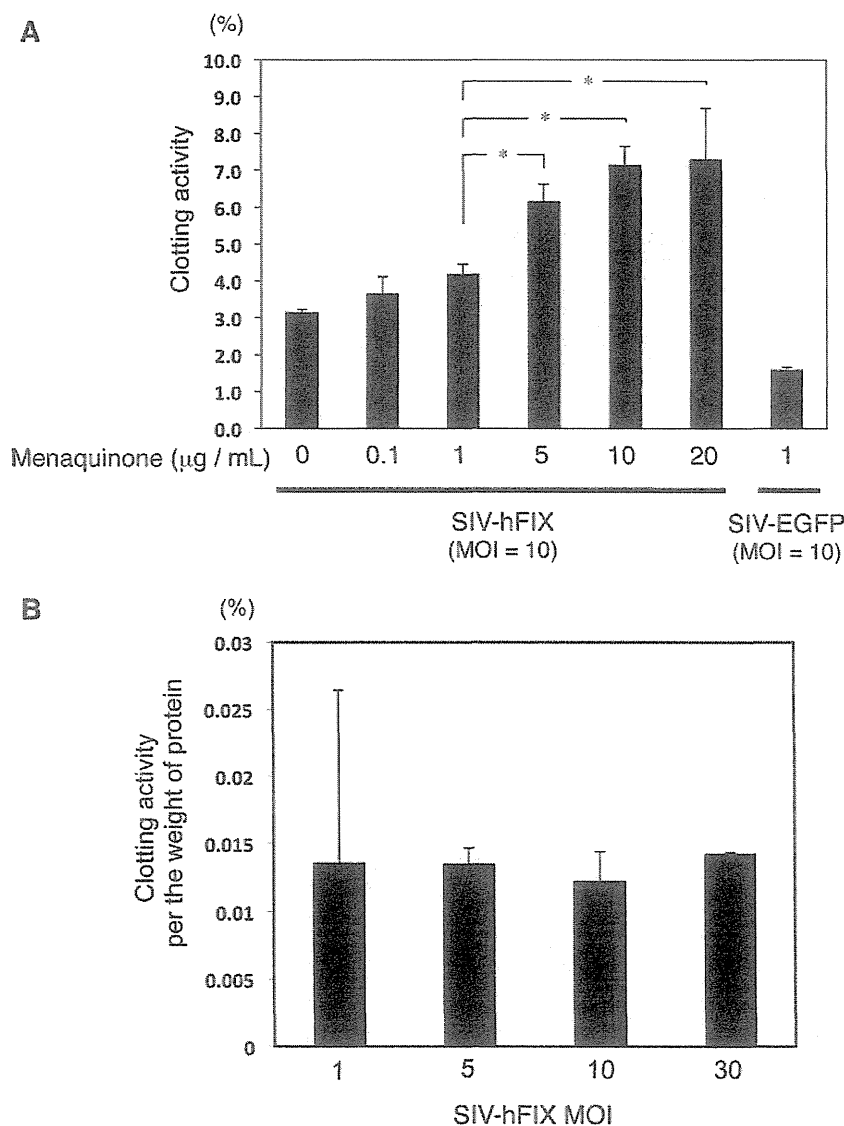 A
(%)
Clotting activity
10.0
9.0
8.0
7.0
6.0
5.0
4.0
3.0
2.0
1.0
0.0
* 
*
*
Menaquinone (μg / mL) 0 0.1 1 5 10 20 1
SIV-hFIX SIV-EGFP
(MOI = 10) (MOI = 10)
B
(%)
Clotting activity
per the weight of protein
0.03
0.025
0.02
0.015
0.01
0.005
0
1 5 10 30
SIV-hFIX MOI